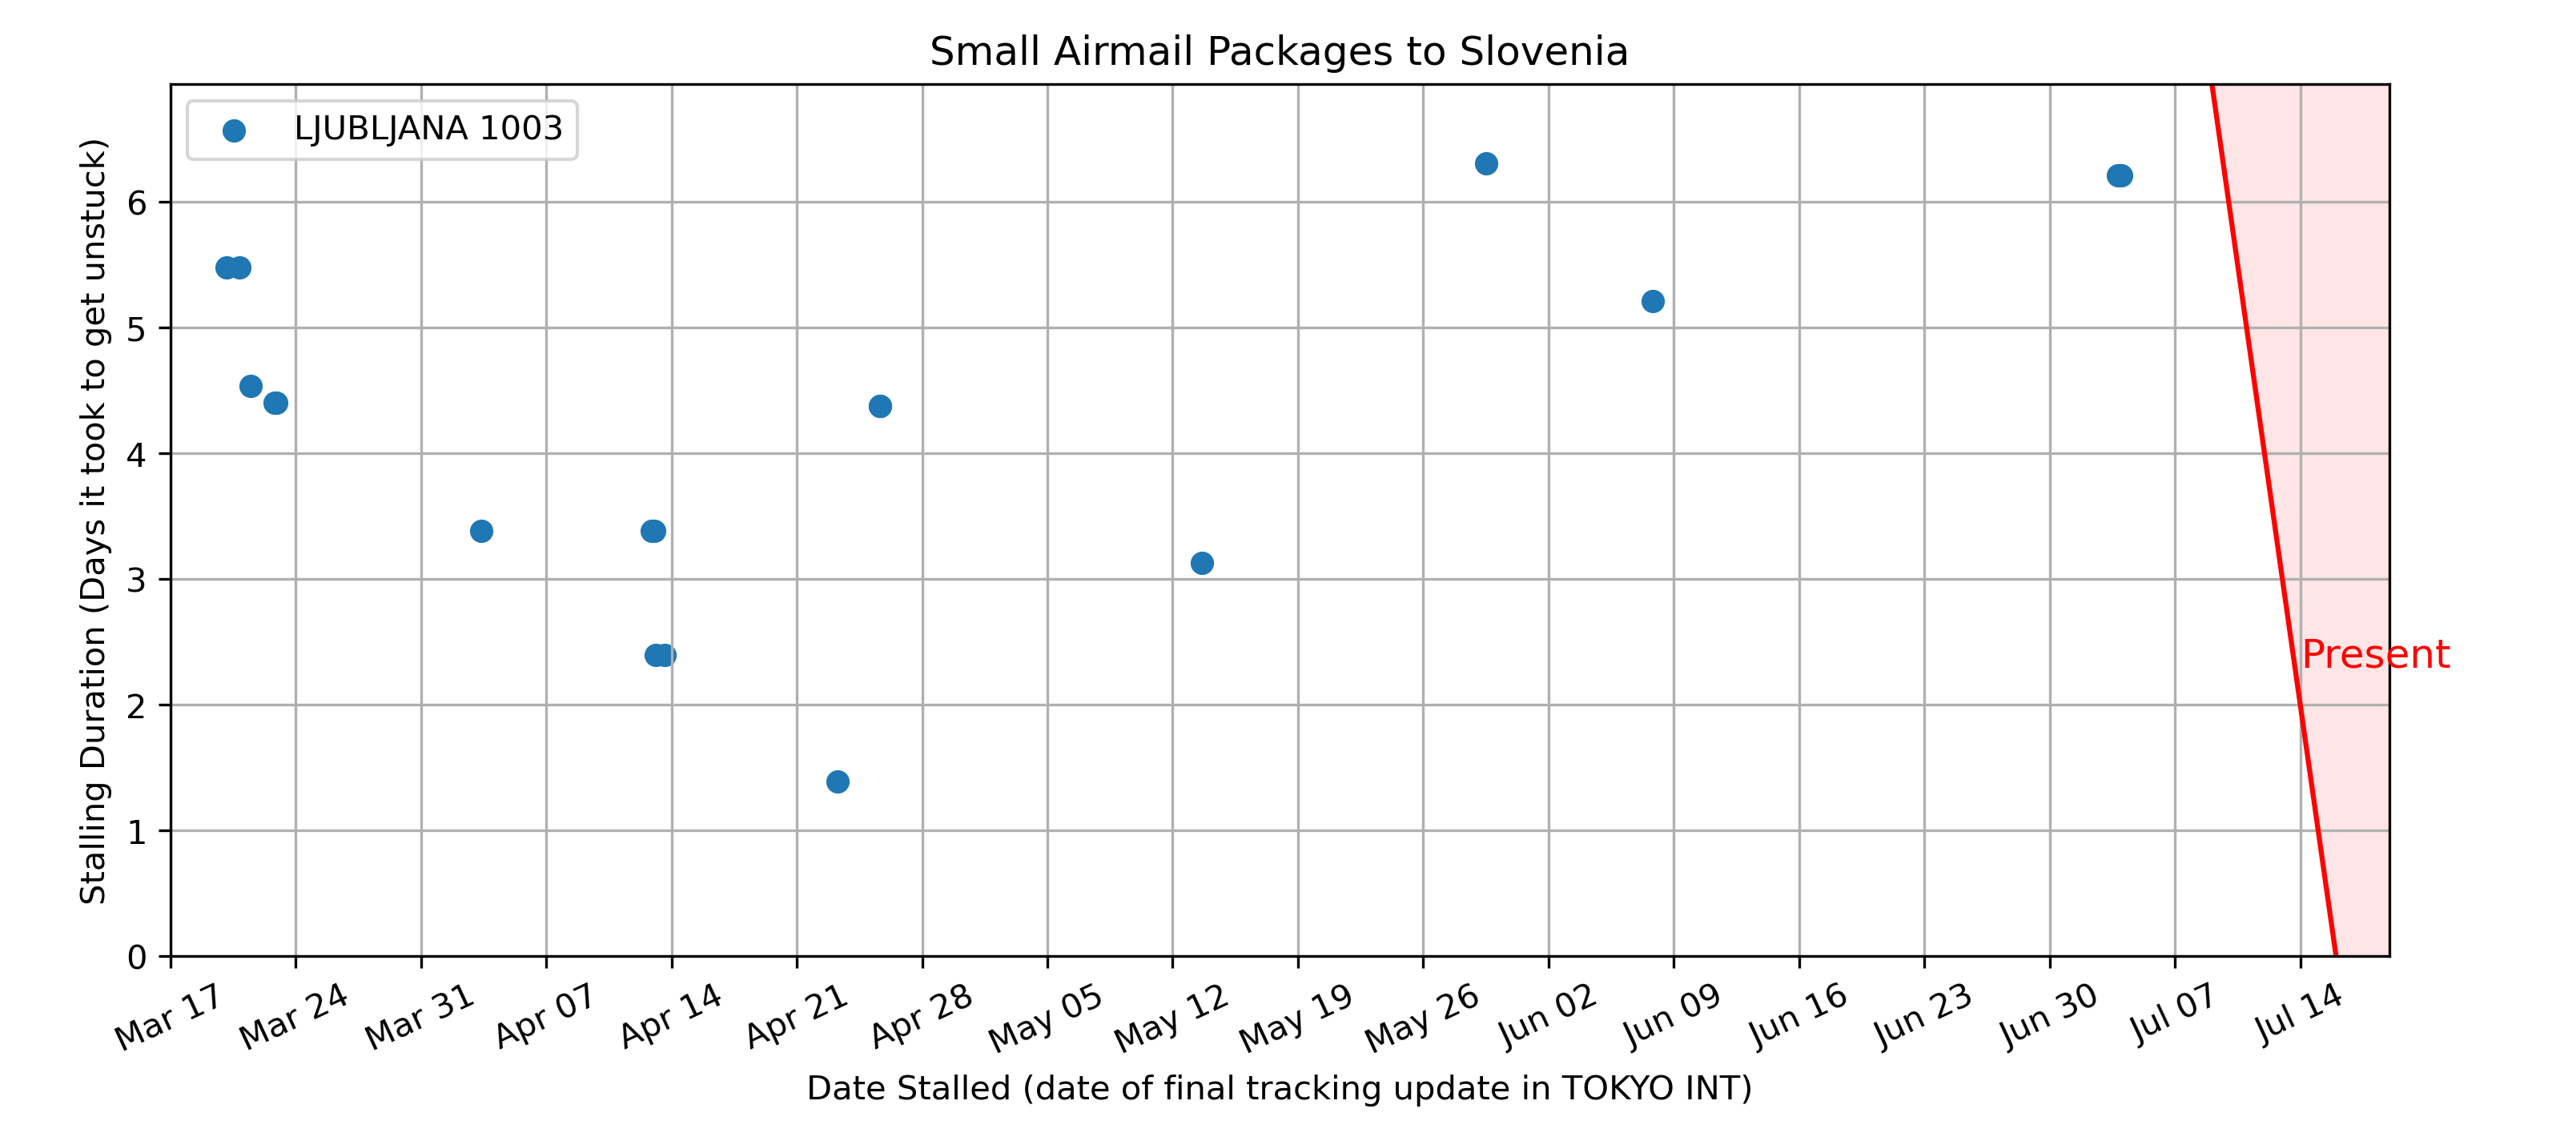 Small Airmail Packages to Slovenia
LJUBLJANA 1003
Stalling Duration (Days it took to get unstuck)
6
5
4
3
2
1
0
Present
Mar 17
Mar 24
Mar 31
Apr 07
Apr 14
Apr 21
Apr 28
May 05
May 12
May 19
May 26
Jun 02
Jun 09
Jun 16
Jun 23
Jun 30
Jul 07
Jul 14
Date Stalled (date of final tracking update in TOKYO INT)